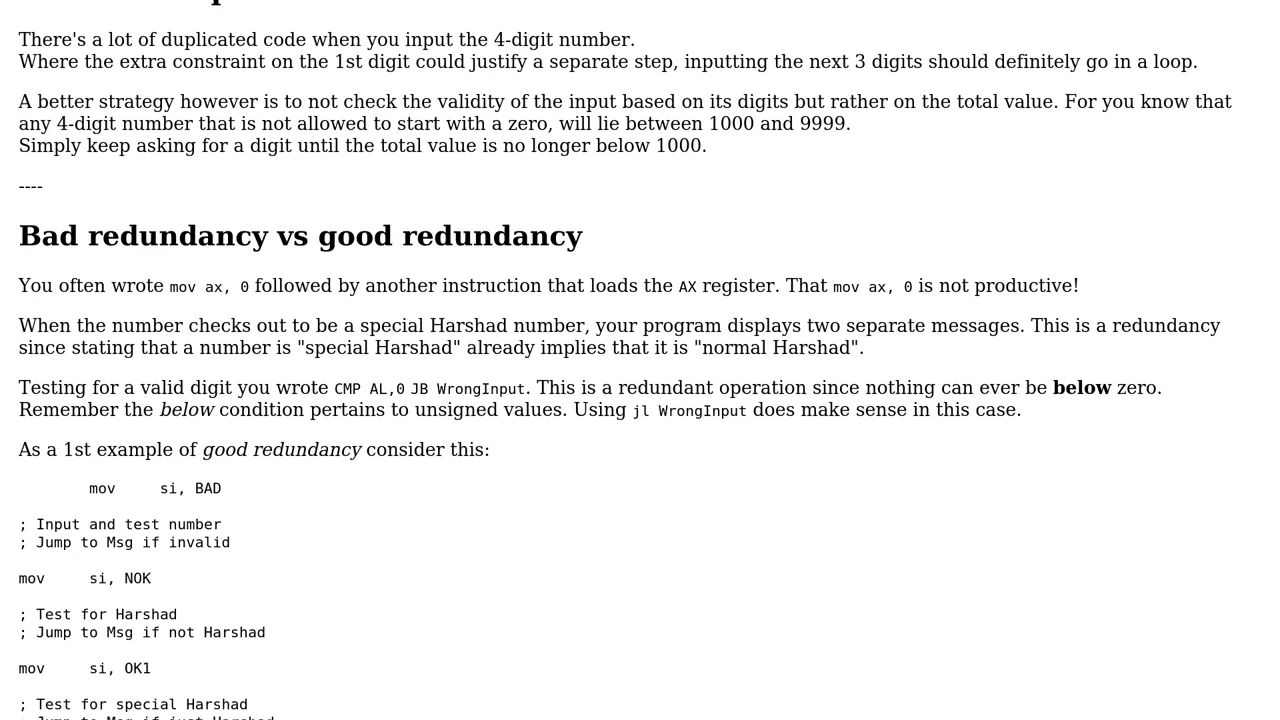 There's a lot of duplicated code when you input the 4-digit number.
Where the extra constraint on the 1st digit could justify a separate step, inputting the next 3 digits should definitely go in a loop.
A better strategy however is to not check the validity of the input based on its digits but rather on the total value. For you know that
any 4-digit number that is not allowed to start with a zero, will lie between 1000 and 9999.
Simply keep asking for a digit until the total value is no longer below 1000.
----
Bad redundancy vs good redundancy
You often wrote mov ax, 0 followed by another instruction that loads the AX register. That mov ax, 0 is not productive!
When the number checks out to be a special Harshad number, your program displays two separate messages. This is a redundancy
since stating that a number is "special Harshad" already implies that it is "normal Harshad".
Testing for a valid digit you wrote CMP AL,0 JB WrongInput. This is a redundant operation since nothing can ever be below zero.
Remember the below condition pertains to unsigned values. Using jl WrongInput does make sense in this case.
As a 1st example of good redundancy consider this:
        mov     si, BAD
; Input and test number
; Jump to Msg if invalid
mov     si, NOK
; Test for Harshad
; Jump to Msg if not Harshad
mov     si, OK1
; Test for special Harshad
; Jump to Msg if just Harshad